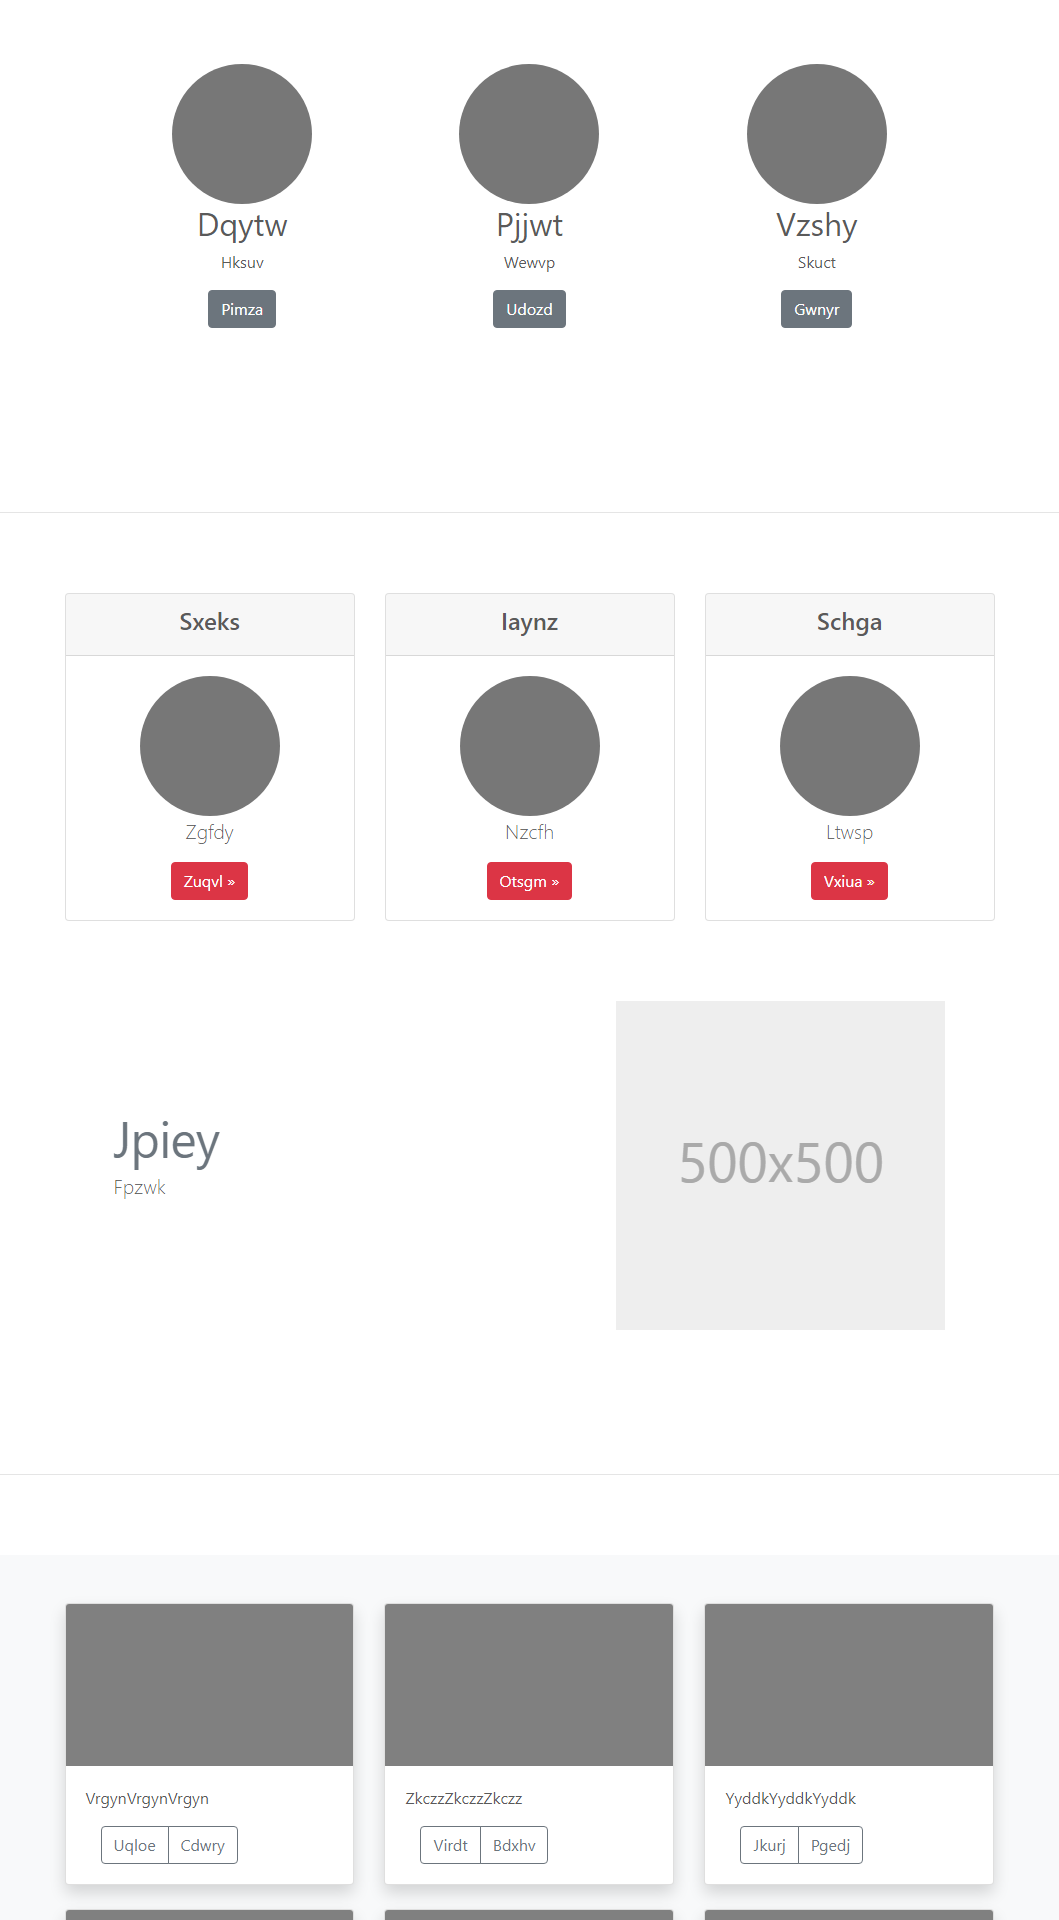 Dqytw
Hksuv
Pimza
Pjjwt
Wewvp
Udozd
Vzshy
Skuct
Gwnyr
Sxeks
Zgfdy
Zuqvl »
Iaynz
Nzcfh
Otsgm »
Schga
Ltwsp
Vxiua »
Jpiey
Fpzwk
500x500
VrgynVrgynVrgyn
Uqloe Cdwry
ZkczzZkczzZkczz
Virdt Bdxhv
YyddkYyddkYyddk
Jkurj Pgedj